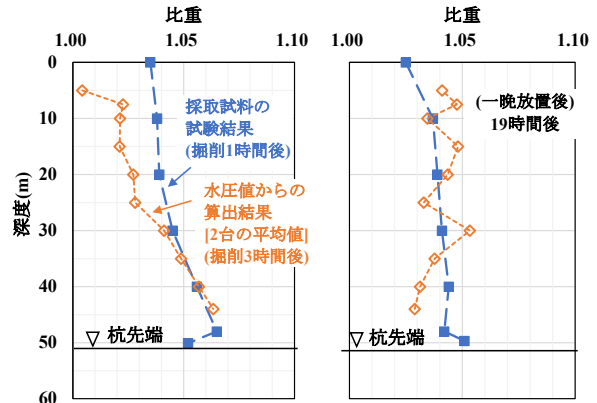 比重
1.00 1.05 1.10
0
10
20
30
40
50
60
深度(m)
採取試料の
試験結果
(掘削1時間後)
水圧値からの
算出結果
[2台の平均値]
(掘削3時間後)
▽ 杭先端
比重
1.00 1.05 1.10
(一晩放置後)
19時間後
▽ 杭先端